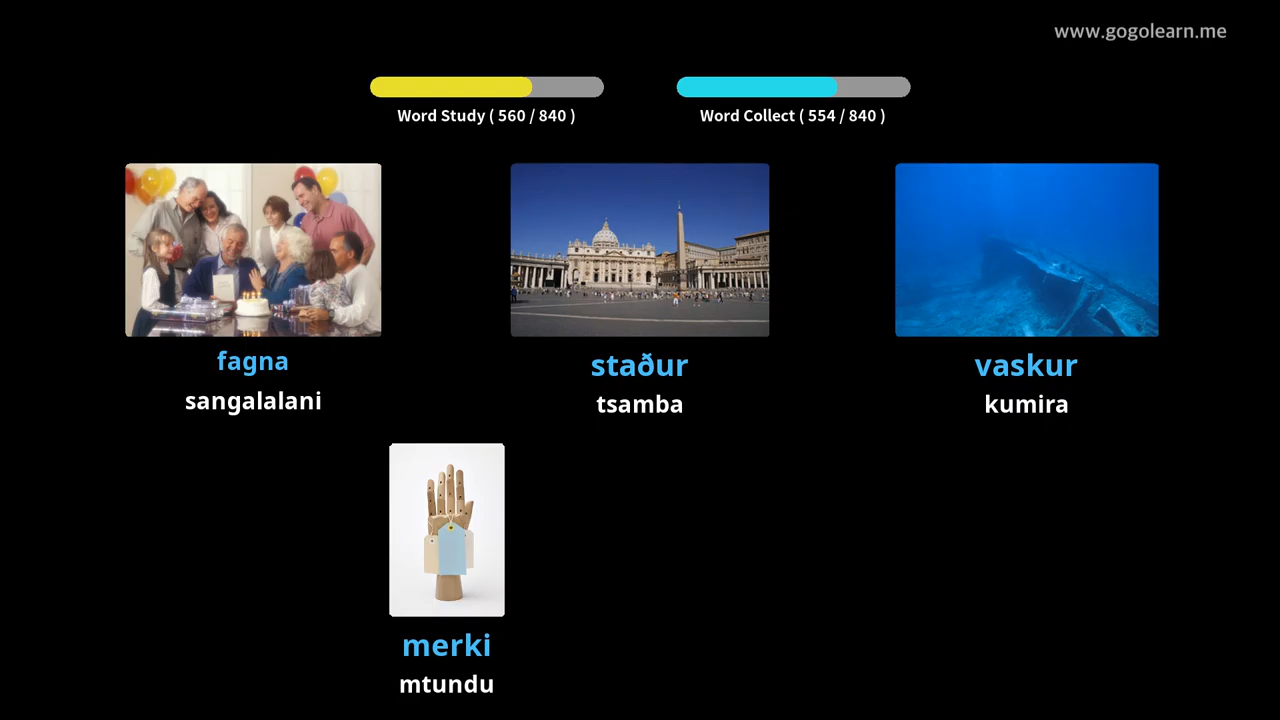 www.gogolearn.me
Word Study ( 560 / 840 )
Word Collect ( 554 / 840 )
fagna
sangalalani
staður
tsamba
vaskur
kumira
merki
mtundu